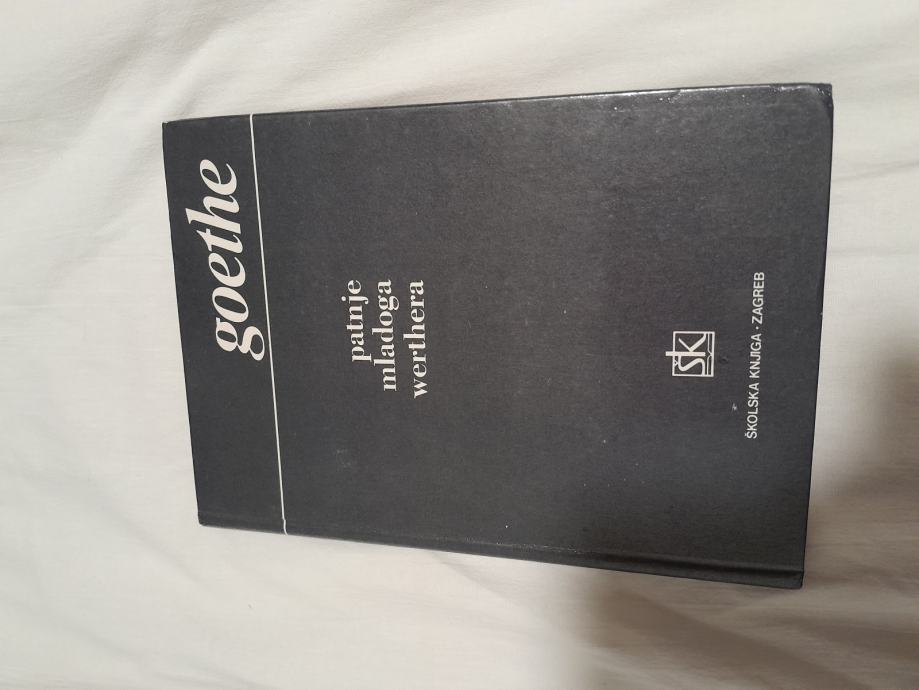 goethe
patnje
mladoga
werthera
šk
ŠKOLSKA KNJIGA · ZAGREB